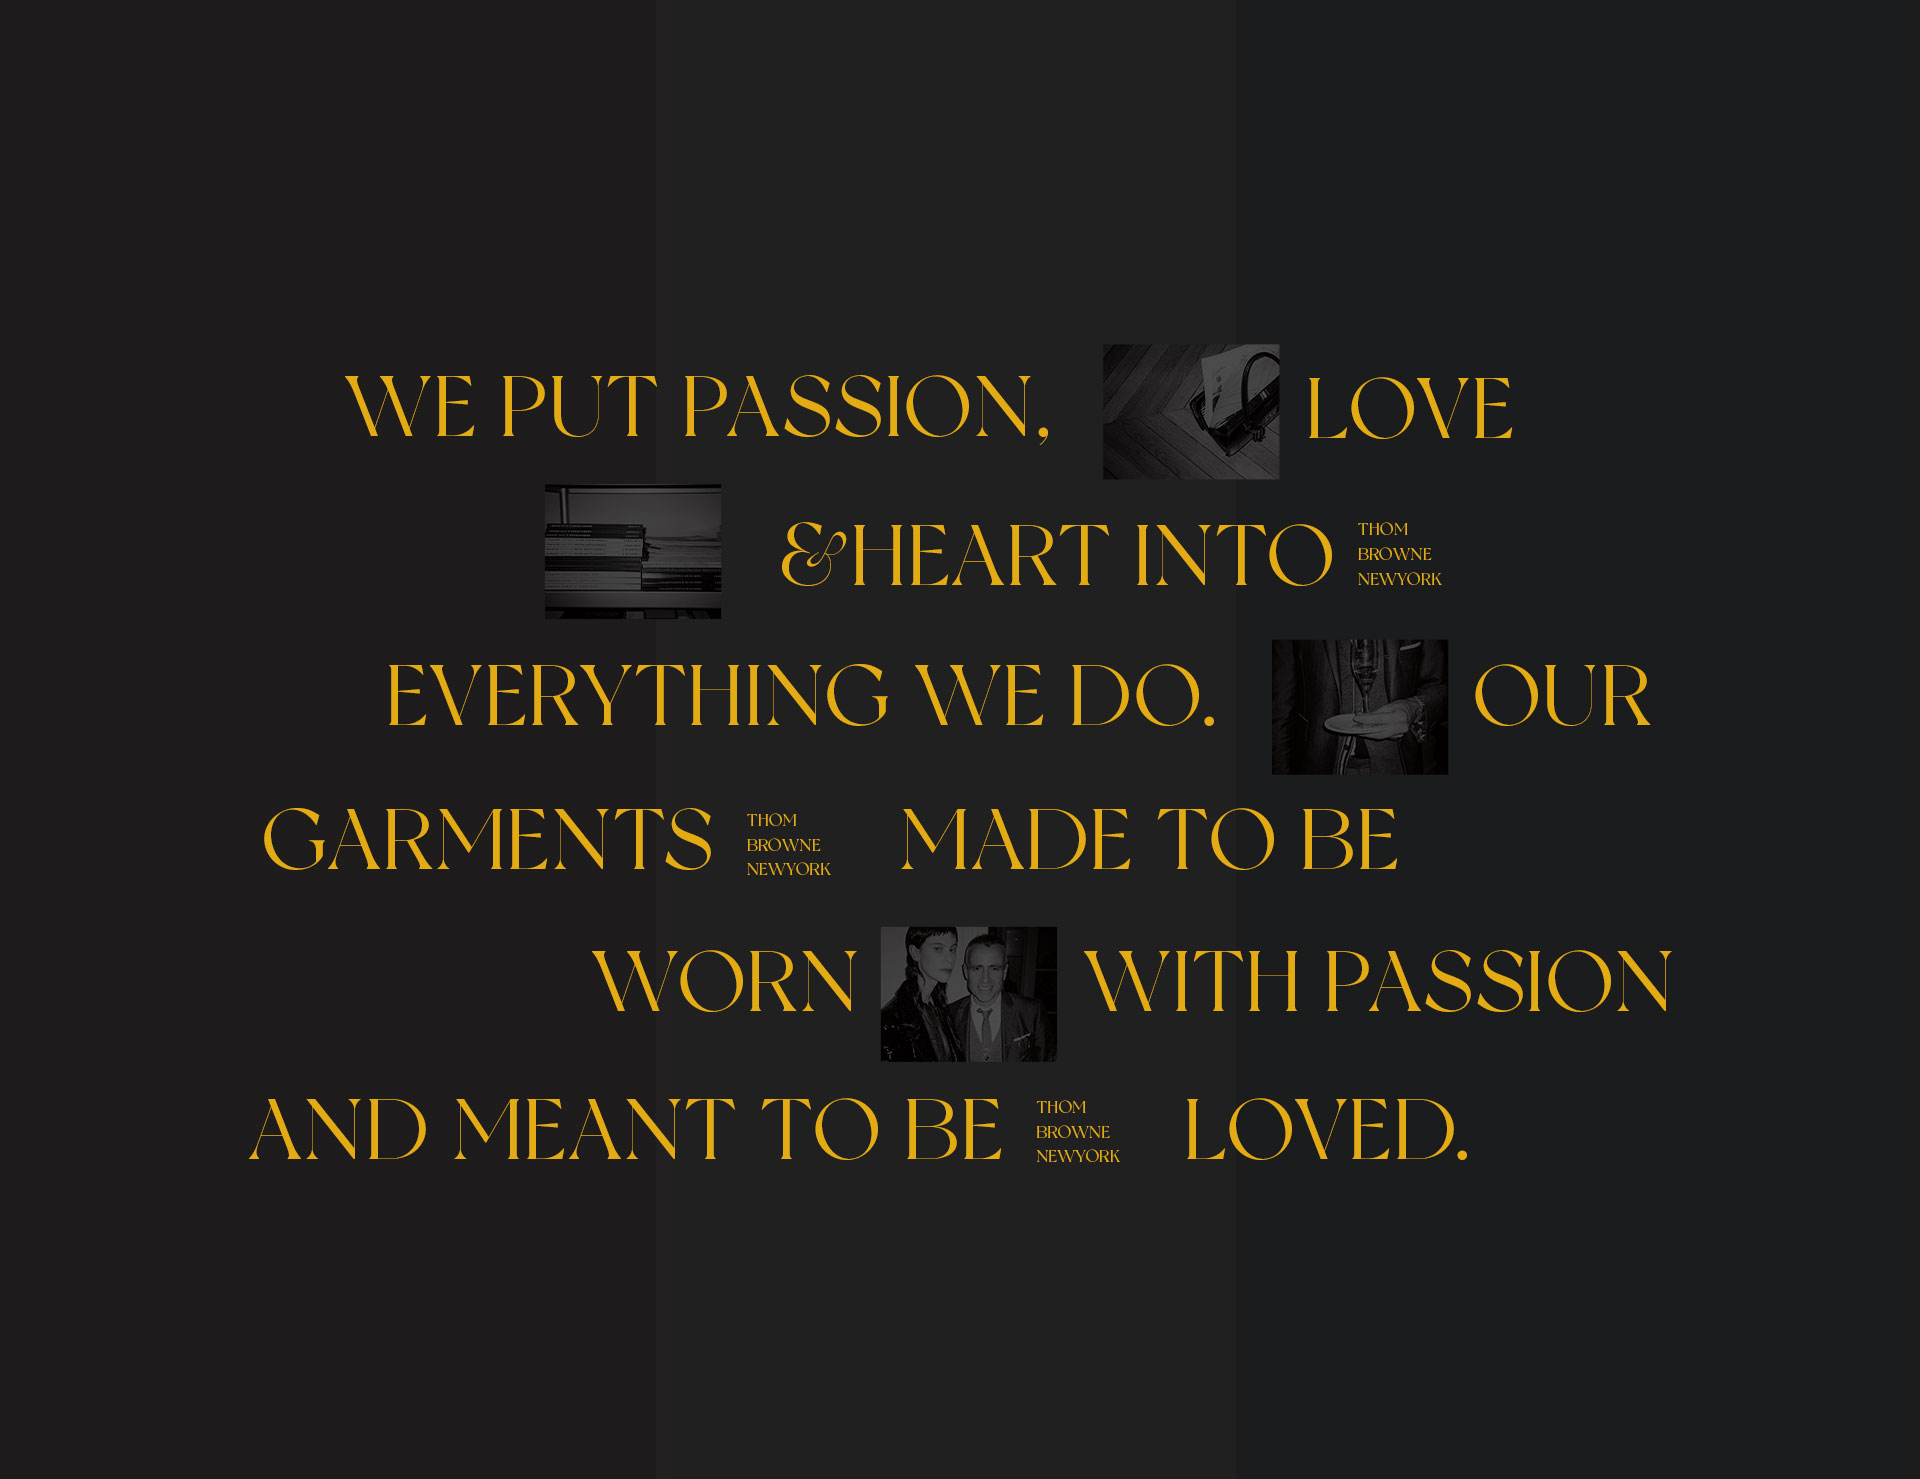 WE PUT PASSION, LOVE
&HEART INTO
THOM
BROWNE
NEWYORK
EVERYTHING WE DO. OUR
GARMENTS
THOM
BROWNE
NEWYORK
MADE TO BE
WORN WITH PASSION
AND MEANT TO BE
THOM
BROWNE
NEWYORK
LOVED.